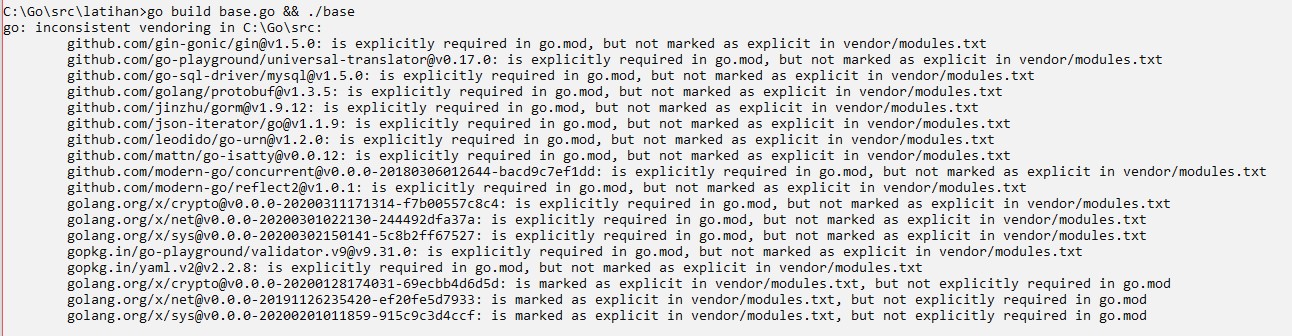 C:\Go\src\latihan>go build base.go && ./base
go: inconsistent vendoring in C:\Go\src:
github.com/gin-gonic/gin@v1.5.0: is explicitly required in go.mod, but not marked as explicit in vendor/modules.txt
github.com/go-playground/universal-translator@v0.17.0: is explicitly required in go.mod, but not marked as explicit in vendor/modules.txt
github.com/go-sql-driver/mysql@v1.5.0: is explicitly required in go.mod, but not marked as explicit in vendor/modules.txt
github.com/golang/protobuf@v1.3.5: is explicitly required in go.mod, but not marked as explicit in vendor/modules.txt
github.com/jinzhu/gorm@v1.9.12: is explicitly required in go.mod, but not marked as explicit in vendor/modules.txt
github.com/json-iterator/go@v1.1.9: is explicitly required in go.mod, but not marked as explicit in vendor/modules.txt
github.com/leodido/go-urn@v1.2.0: is explicitly required in go.mod, but not marked as explicit in vendor/modules.txt
github.com/mattn/go-isatty@v0.0.12: is explicitly required in go.mod, but not marked as explicit in vendor/modules.txt
github.com/modern-go/concurrent@v0.0.0-20180306012644-bacd9c7ef1dd: is explicitly required in go.mod, but not marked as explicit in vendor/modules.txt
github.com/modern-go/reflect2@v1.0.1: is explicitly required in go.mod, but not marked as explicit in vendor/modules.txt
golang.org/x/crypto@v0.0.0-20200311171314-f7b00557c8c4: is explicitly required in go.mod, but not marked as explicit in vendor/modules.txt
golang.org/x/net@v0.0.0-20200301022130-244492dfa37a: is explicitly required in go.mod, but not marked as explicit in vendor/modules.txt
golang.org/x/sys@v0.0.0-20200302150141-5c8b2ff67527: is explicitly required in go.mod, but not marked as explicit in vendor/modules.txt
gopkg.in/go-playground/validator.v9@v9.31.0: is explicitly required in go.mod, but not marked as explicit in vendor/modules.txt
gopkg.in/yaml.v2@v2.2.8: is explicitly required in go.mod, but not marked as explicit in vendor/modules.txt
golang.org/x/crypto@v0.0.0-20200128174031-69ecbb4d6d5d: is marked as explicit in vendor/modules.txt, but not explicitly required in go.mod
golang.org/x/net@v0.0.0-20191126235420-ef20fe5d7933: is marked as explicit in vendor/modules.txt, but not explicitly required in go.mod
golang.org/x/sys@v0.0.0-20200201011859-915c9c3d4ccf: is marked as explicit in vendor/modules.txt, but not explicitly required in go.mod